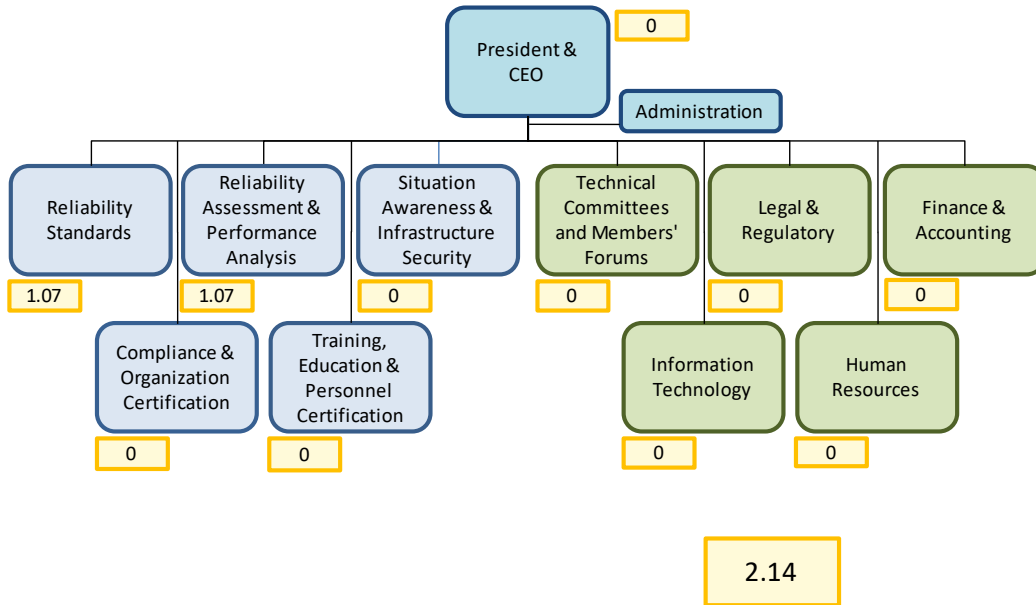 President &
CEO
0
Administration
Reliability
Standards
1.07
Reliability
Assessment &
Performance
Analysis
1.07
Situation
Awareness &
Infrastructure
Security
0
Technical
Committees
and Members'
Forums
0
Legal &
Regulatory
0
Finance &
Accounting
0
Compliance &
Organization
Certification
0
Training,
Education &
Personnel
Certification
0
Information
Technology
0
Human
Resources
0
2.14